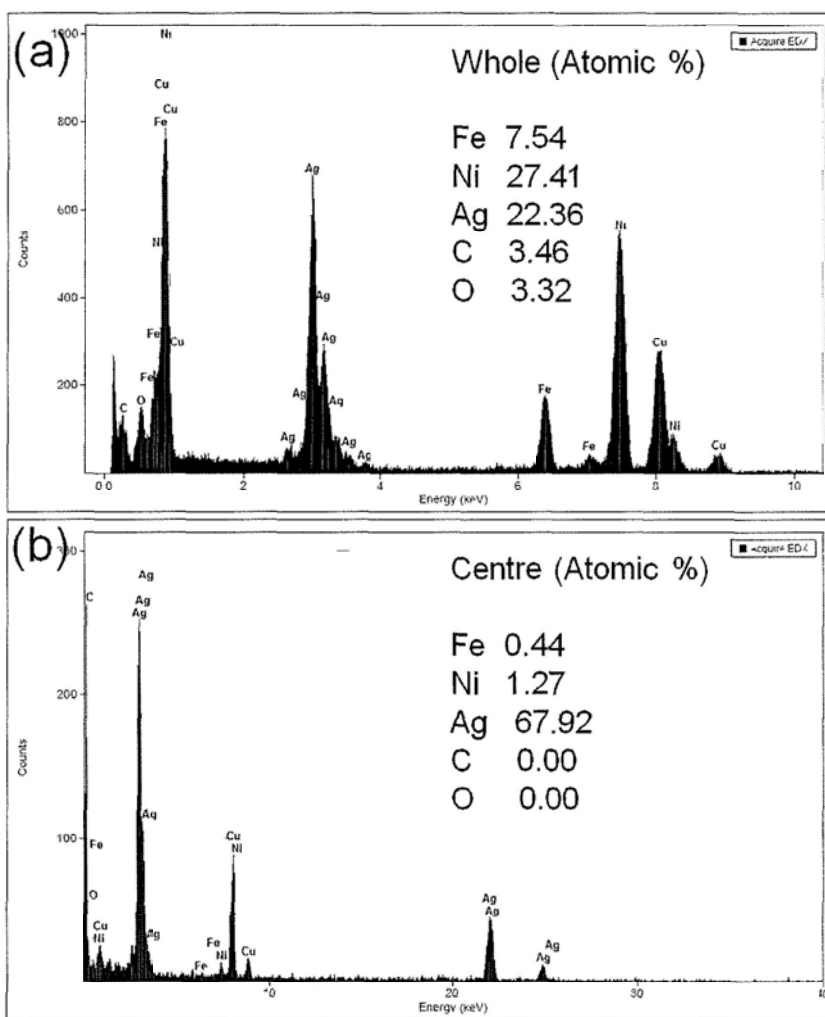 (a)
Acquire EDX
Whole (Atomic %)
Fe 7.54
Ni 27.41
Ag 22.36
C 3.46
O 3.32
1000
800
600
400
200
Counts
Ni
Cu
Cu
Fe
Ni
Fe
Cu
Fe
O
C
Ag
Ag
Ag
Ag
Ag
Ag
Ag
Ag
Fe
Fe
Ni
Cu
Ni
Cu
0.0 2 4 6 8 10
Energy (keV)
(b)
Acquire EDX
Centre (Atomic %)
Fe 0.44
Ni 1.27
Ag 67.92
C 0.00
O 0.00
300
200
100
Counts
C
Ag
Ag
Ag
Ag
Fe
O
Cu
Ni
Ag
Fe
Fe
Ni
Cu
Ni
Cu
Ag
Ag
Ag
Ag
10 20 30 40
Energy (keV)